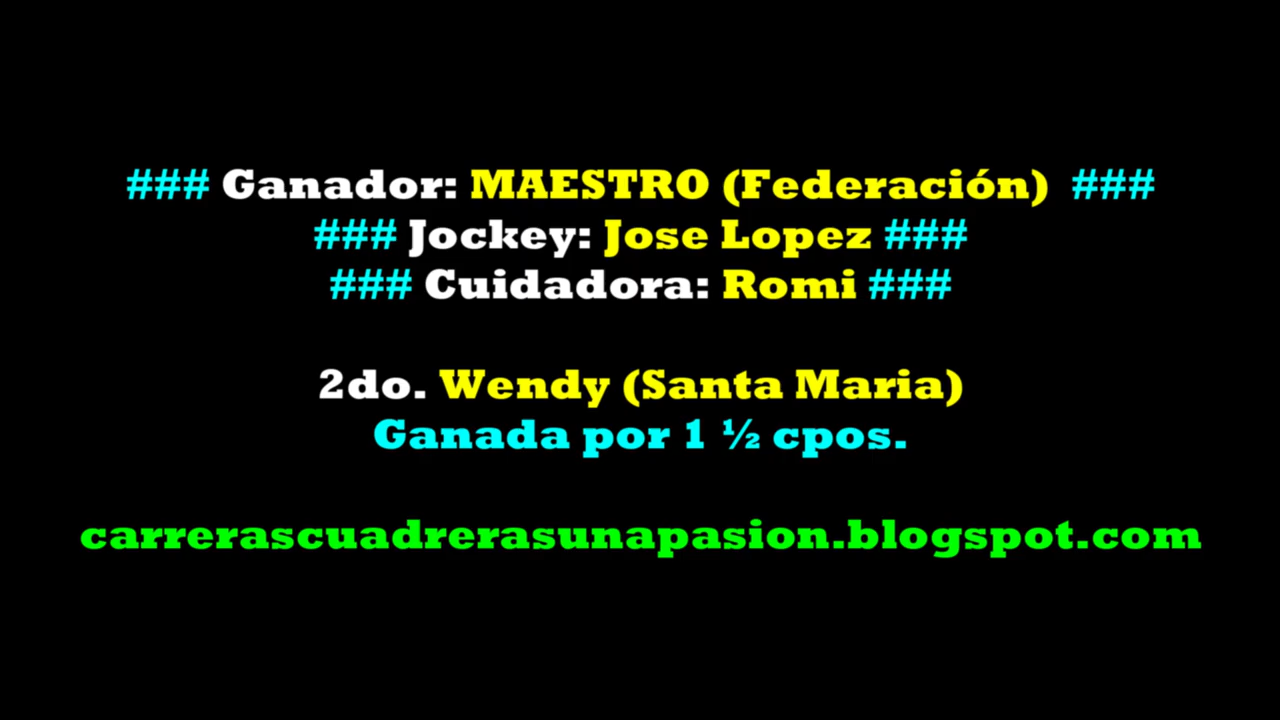 ### Ganador: MAESTRO (Federación) ###
### Jockey: Jose Lopez ###
### Cuidadora: Romi ###
2do. Wendy (Santa Maria)
Ganada por 1 ½ cpos.
carrerascuadrerasunapasion.blogspot.com